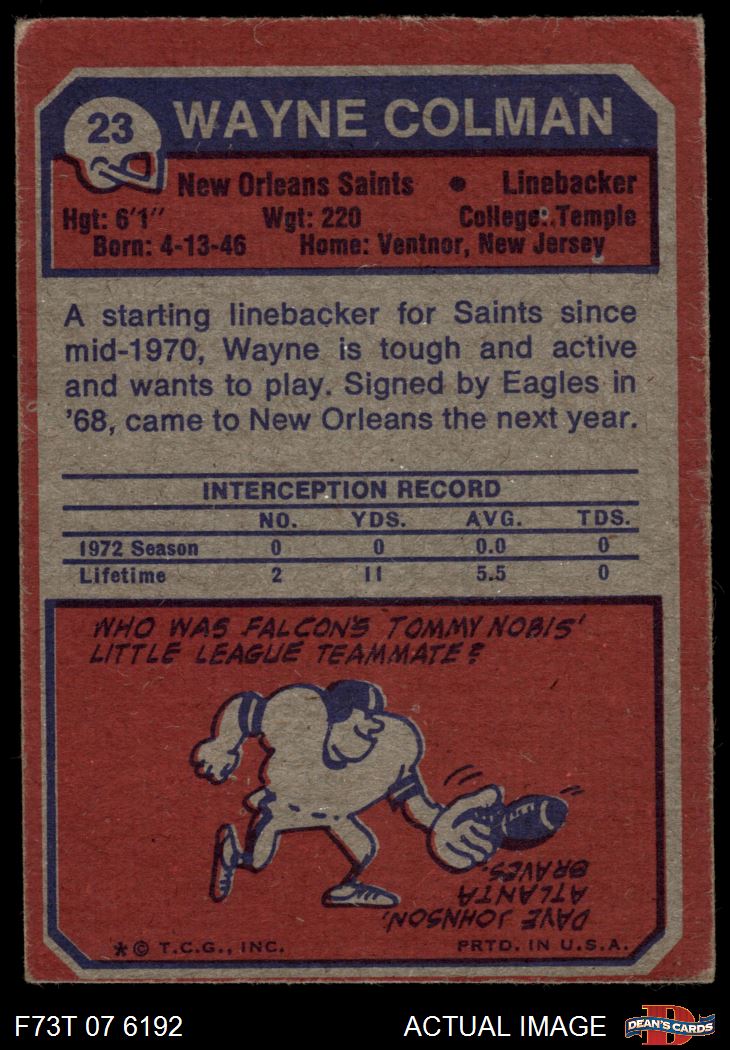 23 WAYNE COLMAN
New Orleans Saints • Linebacker
Hgt: 6'1" Wgt: 220 College: Temple
Born: 4-13-46 Home: Ventnor, New Jersey
A starting linebacker for Saints since
mid-1970, Wayne is tough and active
and wants to play. Signed by Eagles in
'68, came to New Orleans the next year.
INTERCEPTION RECORD
NO. YDS. AVG. TDS.
1972 Season 0 0 0.0 0
Lifetime 2 11 5.5 0
WHO WAS FALCON'S TOMMY NOBIS'
LITTLE LEAGUE TEAMMATE?
DAVE JOHNSON,
ATLANTA
BRAVES.
* © T.C.G., INC. PRTD. IN U.S.A.
F73T 07 6192 ACTUAL IMAGE D DEAN'S CARDS